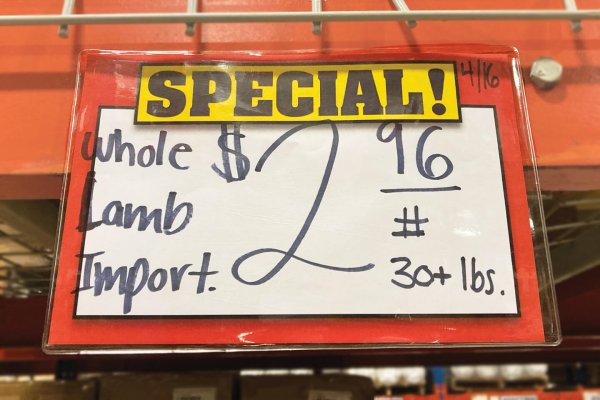 SPECIAL! 4/16
Whole $2 96
Lamb #
Import. 30+ lbs.